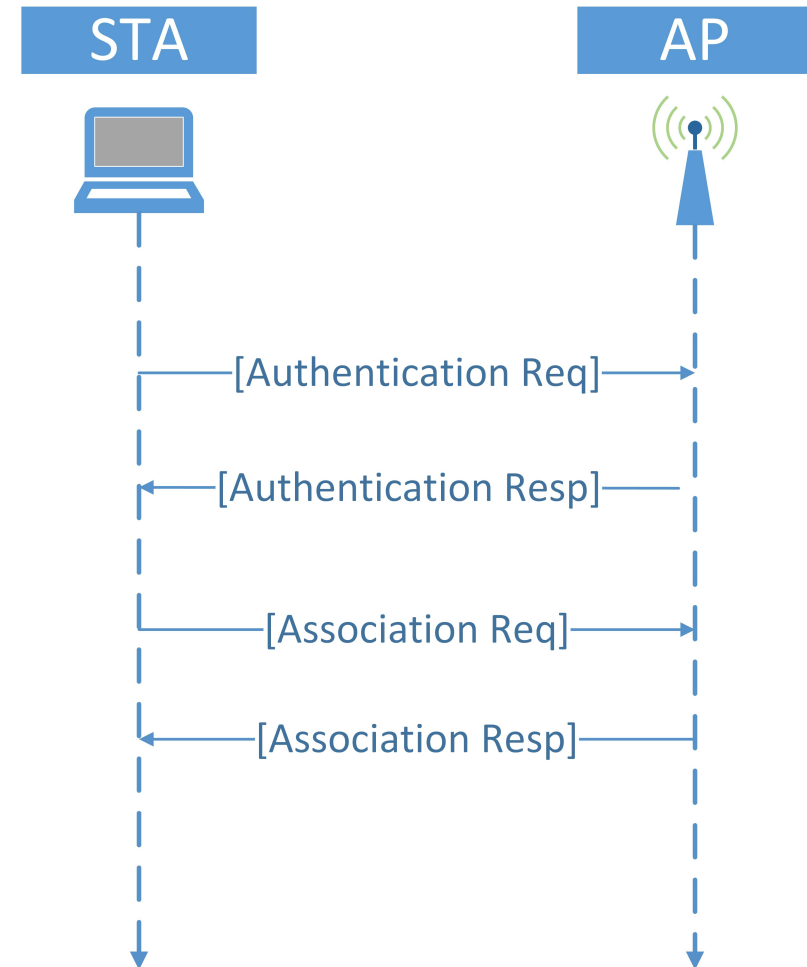 STA
AP
[Authentication Req]
[Authentication Resp]
[Association Req]
[Association Resp]